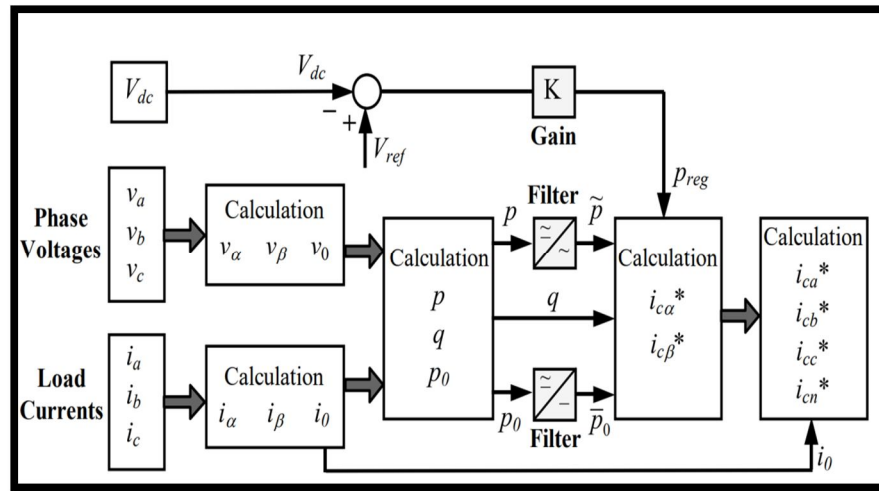 V_dc
V_dc
−
+
V_ref
K
Gain
p_reg
Phase
Voltages
v_a
v_b
v_c
Calculation
v_α v_β v_0
Load
Currents
i_a
i_b
i_c
Calculation
i_α i_β i_0
Calculation
p
q
p_0
p
Filter
≃
~
p̃
q
p_0
≃
−
Filter
p̄_0
Calculation
i_cα*
i_cβ*
Calculation
i_ca*
i_cb*
i_cc*
i_cn*
i_0